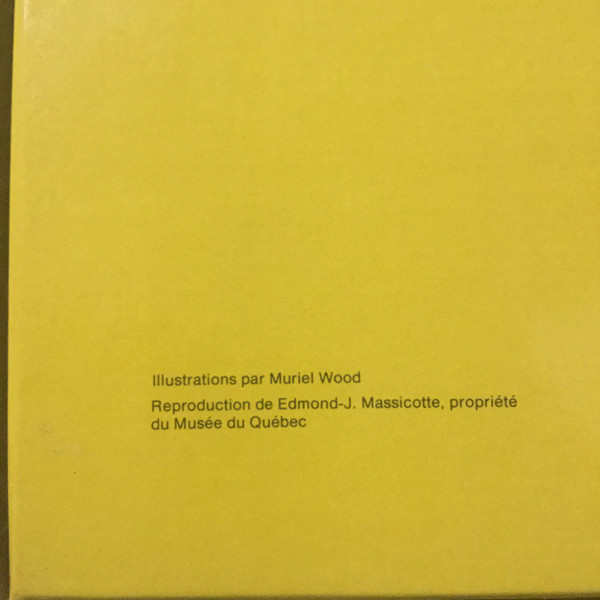 Illustrations par Muriel Wood
Reproduction de Edmond-J. Massicotte, propriété
du Musée du Québec